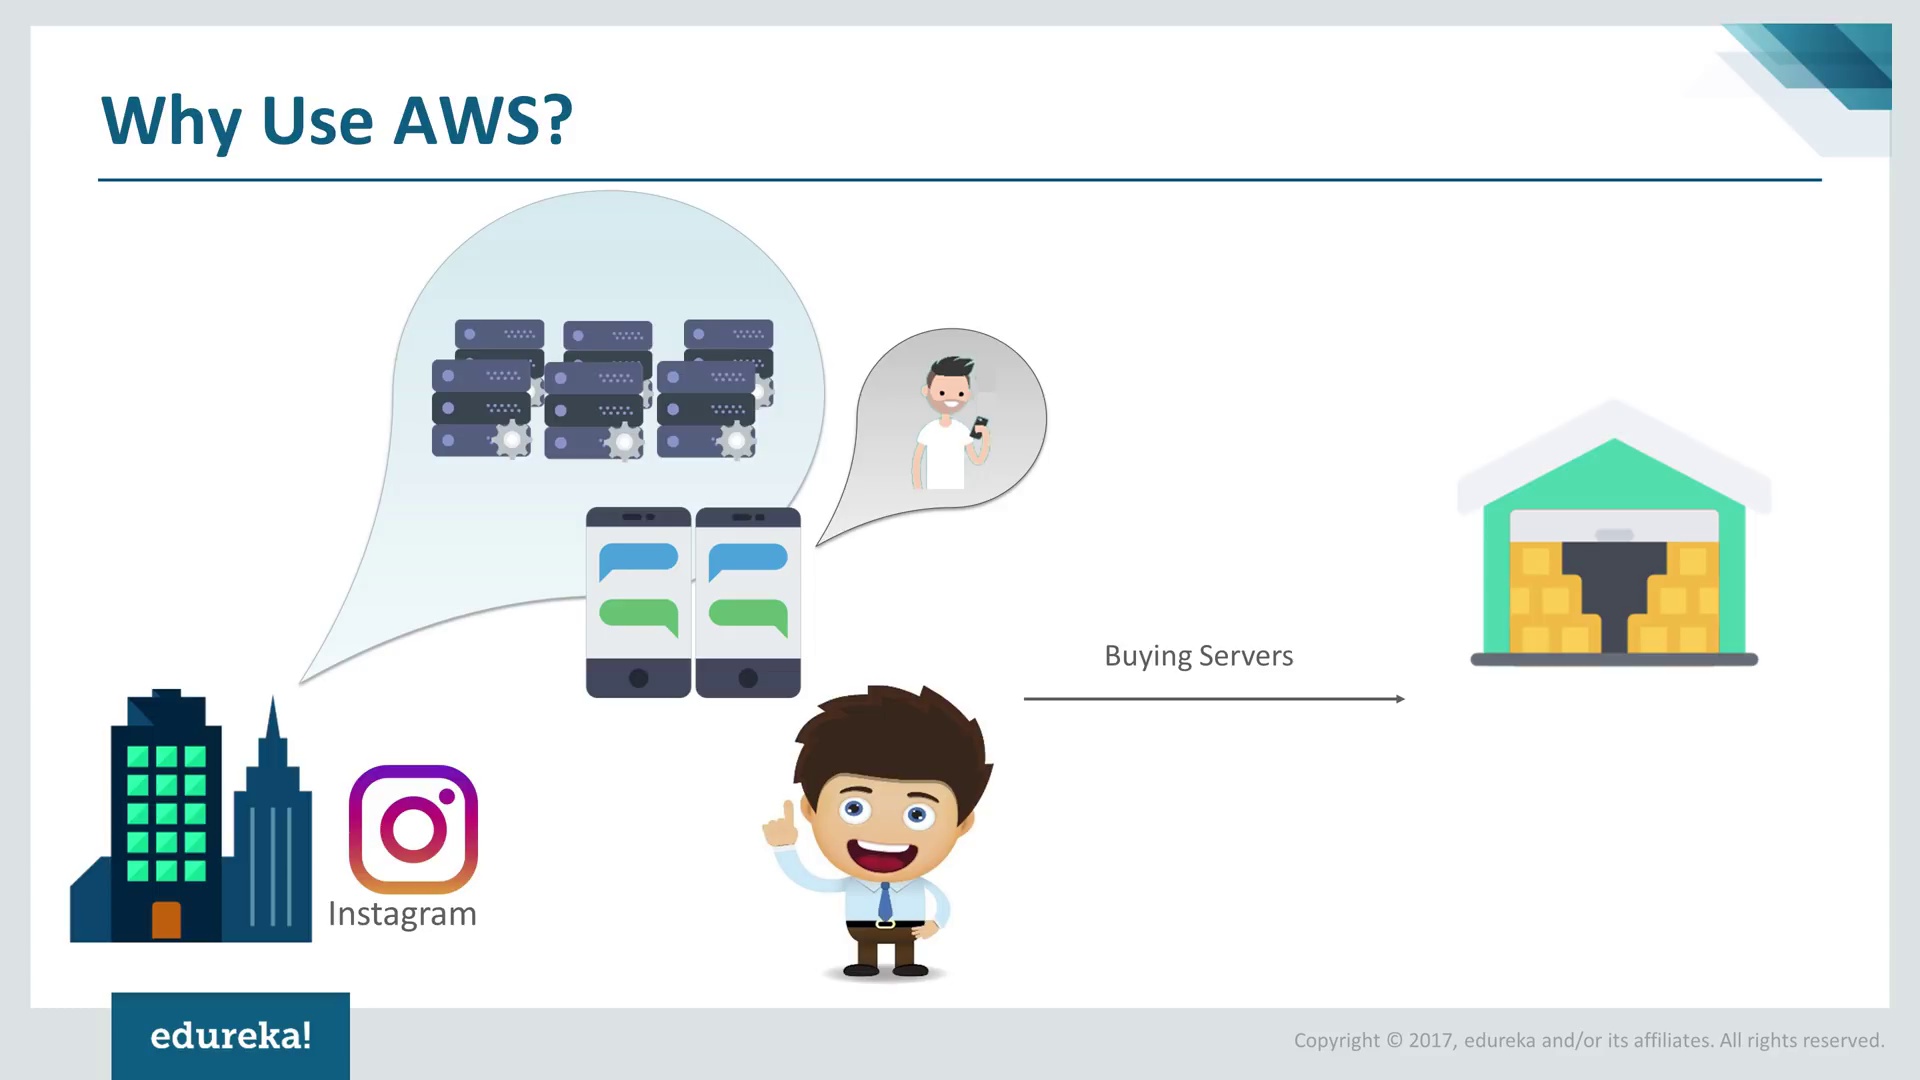 Why Use AWS?
Buying Servers
Instagram
edureka!
Copyright © 2017, edureka and/or its affiliates. All rights reserved.